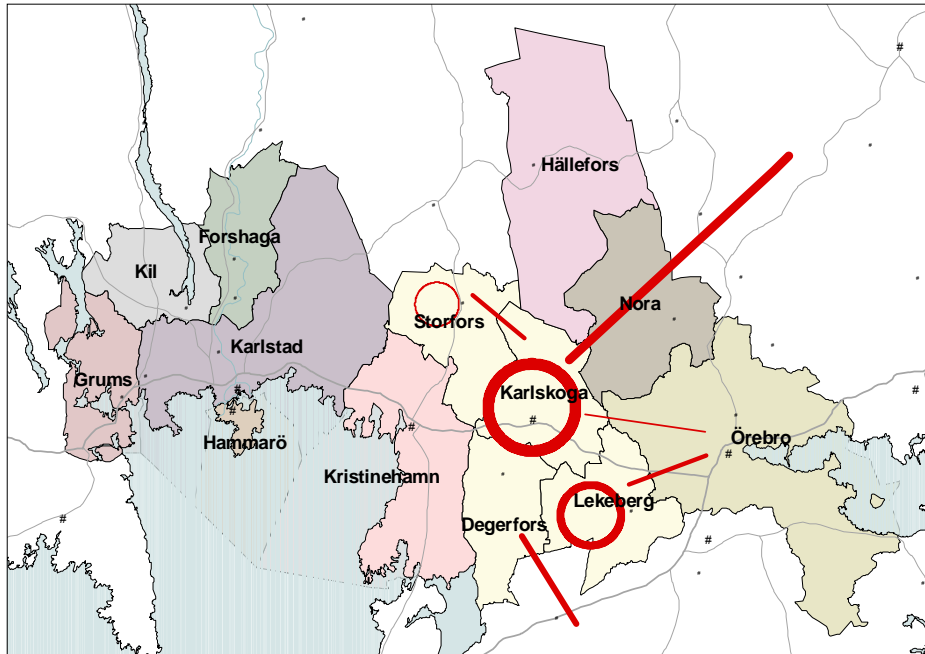 Hällefors
Forshaga
Kil
Nora
Storfors
Karlstad
Grums
Karlskoga
Hammarö
Örebro
Kristinehamn
Lekeberg
Degerfors